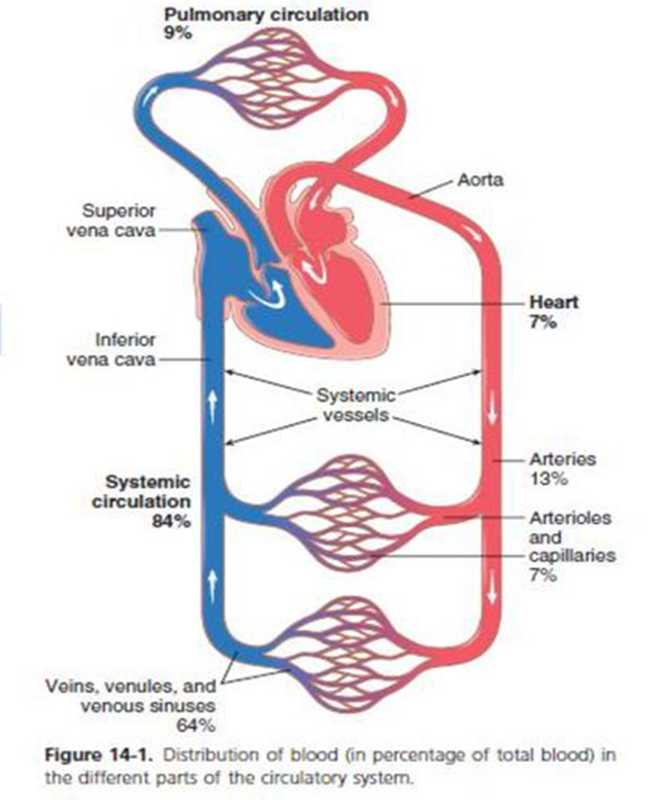 Pulmonary circulation
9%
Aorta
Superior
vena cava
Heart
7%
Inferior
vena cava
Systemic
vessels
Arteries
13%
Systemic
circulation
84%
Arterioles
and
capillaries
7%
Veins, venules, and
venous sinuses
64%
Figure 14-1. Distribution of blood (in percentage of total blood) in
the different parts of the circulatory system.